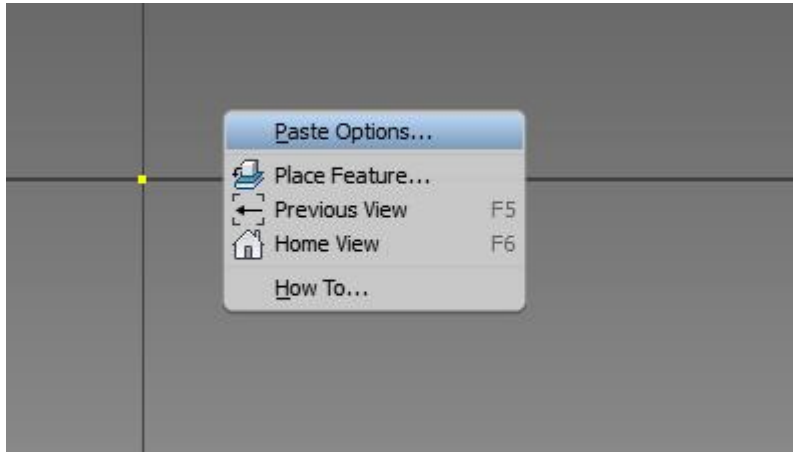 Paste Options...
Place Feature...
Previous View F5
Home View F6
How To...